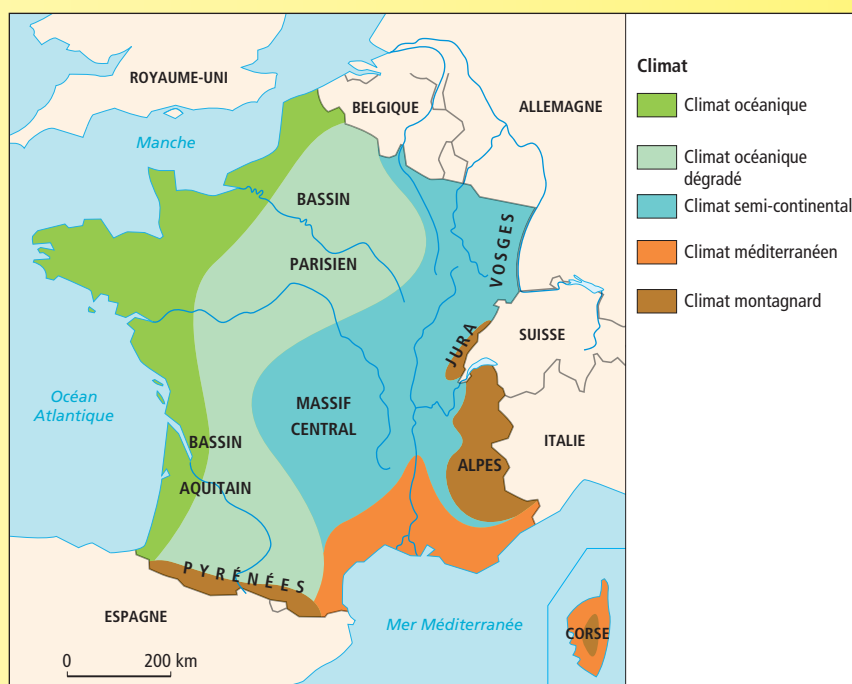 ROYAUME-UNI
BELGIQUE
ALLEMAGNE
Manche
BASSIN
PARISIEN
VOSGES
JURA
SUISSE
Océan
Atlantique
MASSIF
CENTRAL
BASSIN
AQUITAIN
ALPES
ITALIE
PYRÉNÉES
ESPAGNE
Mer Méditerranée
CORSE
0 200 km
Climat
Climat océanique
Climat océanique
dégradé
Climat semi-continental
Climat méditerranéen
Climat montagnard